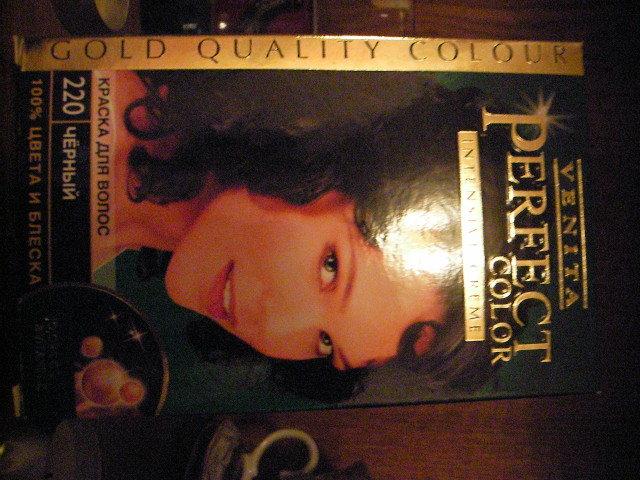 GOLD QUALITY COLOUR
VENITA
PERFECT
COLOR
INTENSIVE CREME
КРАСКА ДЛЯ ВОЛОС
220 ЧЁРНЫЙ
100% ЦВЕТА И БЛЕСКА